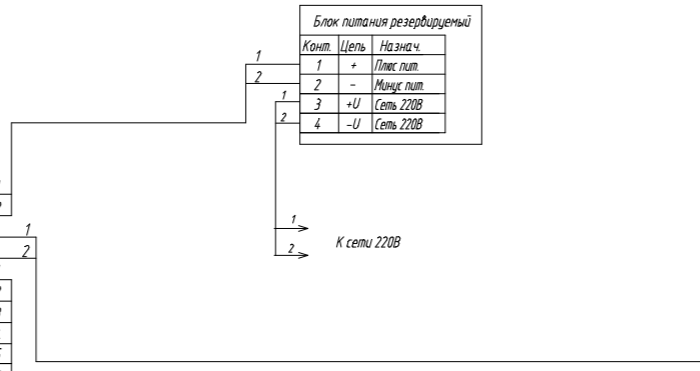 Блок питания резервируемый
Конт. Цепь Назнач.
1 1 + Плюс пит.
2 2 - Минус пит.
1 3 +U Сеть 220В
2 4 -U Сеть 220В
1
1
2 К сети 220В
2